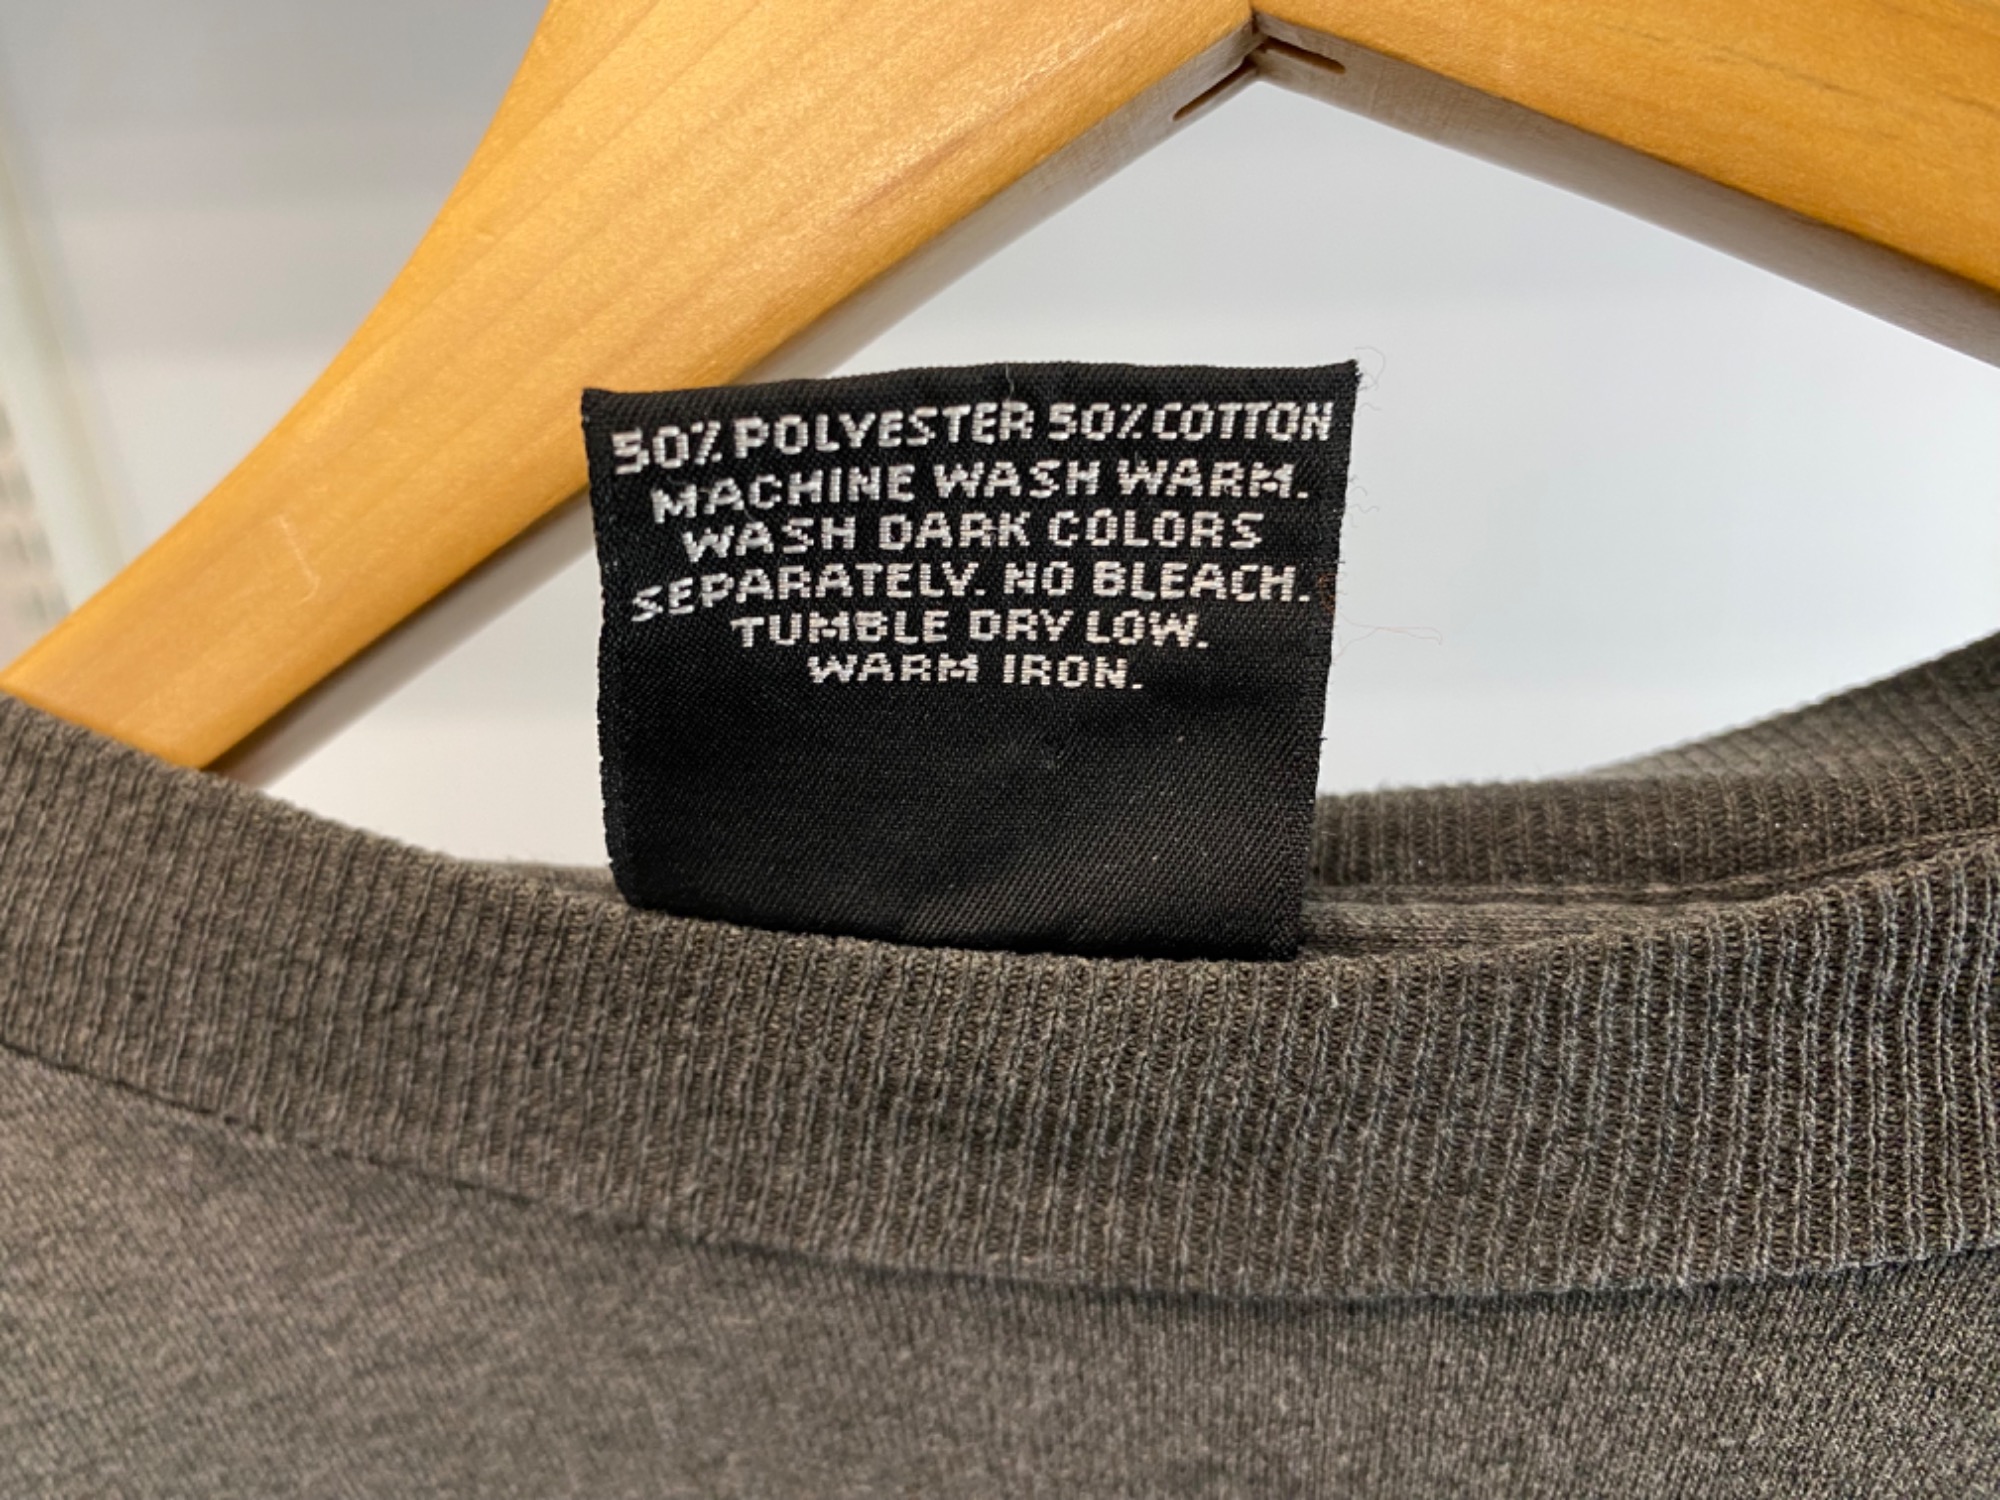 50% POLYESTER 50% COTTON
MACHINE WASH WARM.
WASH DARK COLORS
SEPARATELY. NO BLEACH.
TUMBLE DRY LOW.
WARM IRON.